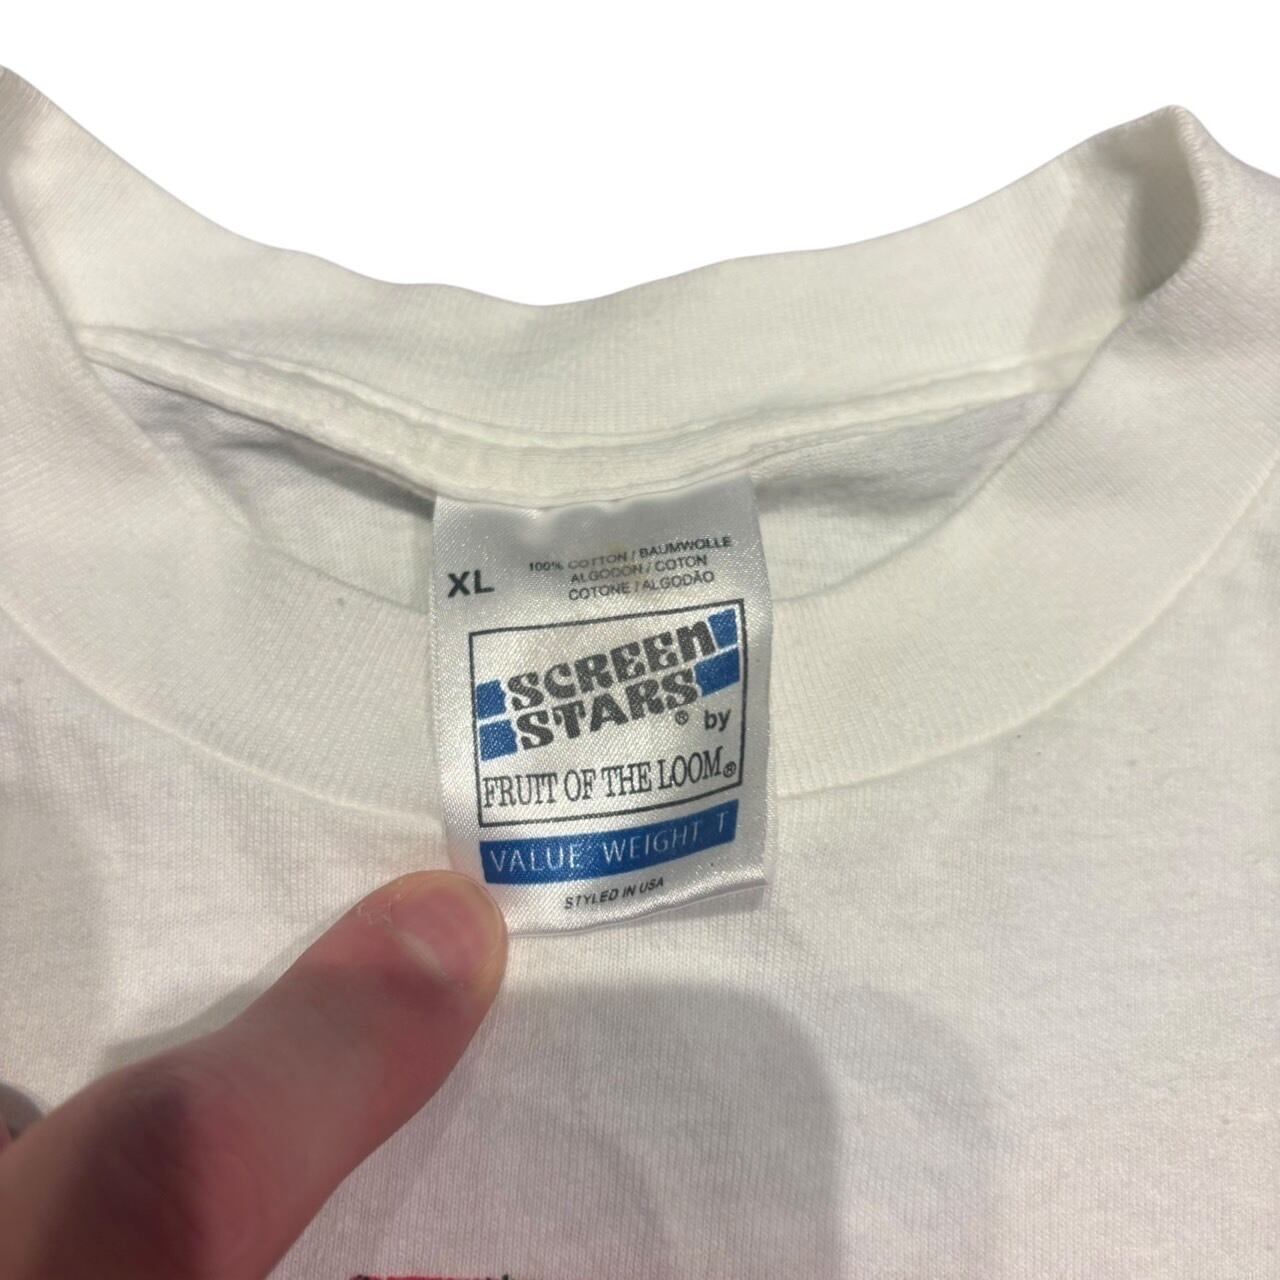 XL
100% COTTON / BAUMWOLLE
ALGODON / COTON
COTONE / ALGODÃO
SCREEN
STARS® by
FRUIT OF THE LOOM®
VALUE WEIGHT T
STYLED IN USA